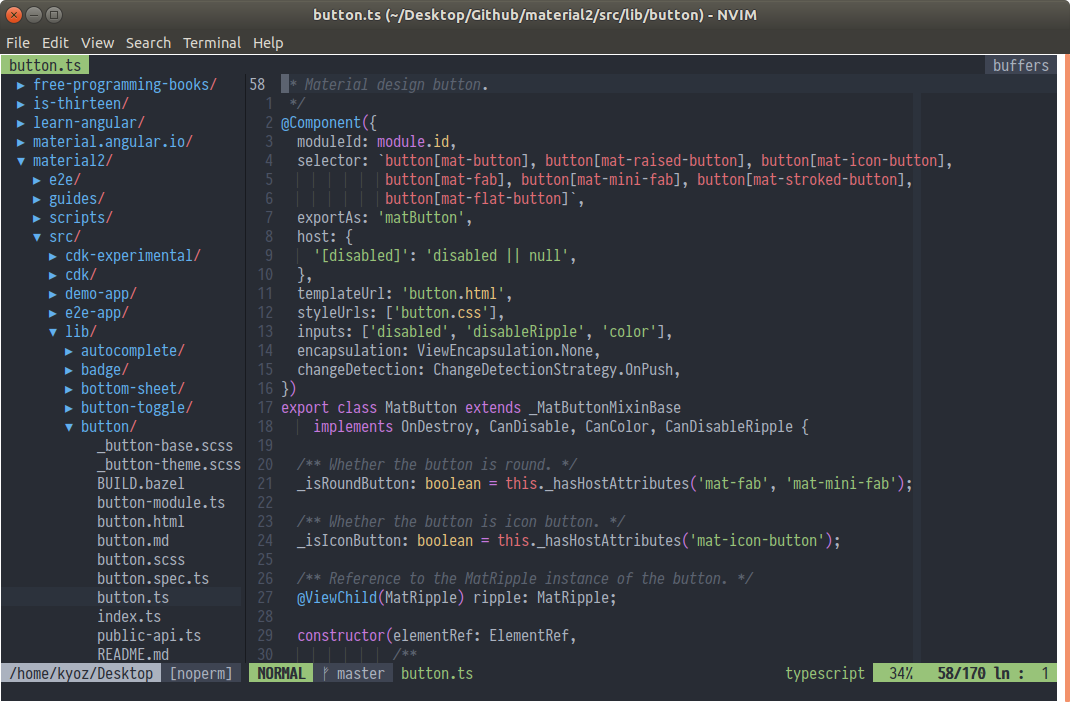 button.ts (~/Desktop/Github/material2/src/lib/button) - NVIM
File Edit View Search Terminal Help
button.ts
buffers
▸ free-programming-books/
▸ is-thirteen/
▸ learn-angular/
▸ material.angular.io/
▾ material2/
▸ e2e/
▸ guides/
▸ scripts/
▾ src/
▸ cdk-experimental/
▸ cdk/
▸ demo-app/
▸ e2e-app/
▾ lib/
▸ autocomplete/
▸ badge/
▸ bottom-sheet/
▸ button-toggle/
▾ button/
_button-base.scss
_button-theme.scss
BUILD.bazel
button-module.ts
button.html
button.md
button.scss
button.spec.ts
button.ts
index.ts
public-api.ts
README.md
/home/kyoz/Desktop [noperm]
58 * Material design button.
1 */
2 @Component({
3 moduleId: module.id,
4 selector: `button[mat-button], button[mat-raised-button], button[mat-icon-button],
5 button[mat-fab], button[mat-mini-fab], button[mat-stroked-button],
6 button[mat-flat-button]`,
7 exportAs: 'matButton',
8 host: {
9 '[disabled]': 'disabled || null',
10 },
11 templateUrl: 'button.html',
12 styleUrls: ['button.css'],
13 inputs: ['disabled', 'disableRipple', 'color'],
14 encapsulation: ViewEncapsulation.None,
15 changeDetection: ChangeDetectionStrategy.OnPush,
16 })
17 export class MatButton extends _MatButtonMixinBase
18 implements OnDestroy, CanDisable, CanColor, CanDisableRipple {
19
20 /** Whether the button is round. */
21 _isRoundButton: boolean = this._hasHostAttributes('mat-fab', 'mat-mini-fab');
22
23 /** Whether the button is icon button. */
24 _isIconButton: boolean = this._hasHostAttributes('mat-icon-button');
25
26 /** Reference to the MatRipple instance of the button. */
27 @ViewChild(MatRipple) ripple: MatRipple;
28
29 constructor(elementRef: ElementRef,
30 /**
NORMAL master button.ts typescript 34% 58/170 ln : 1